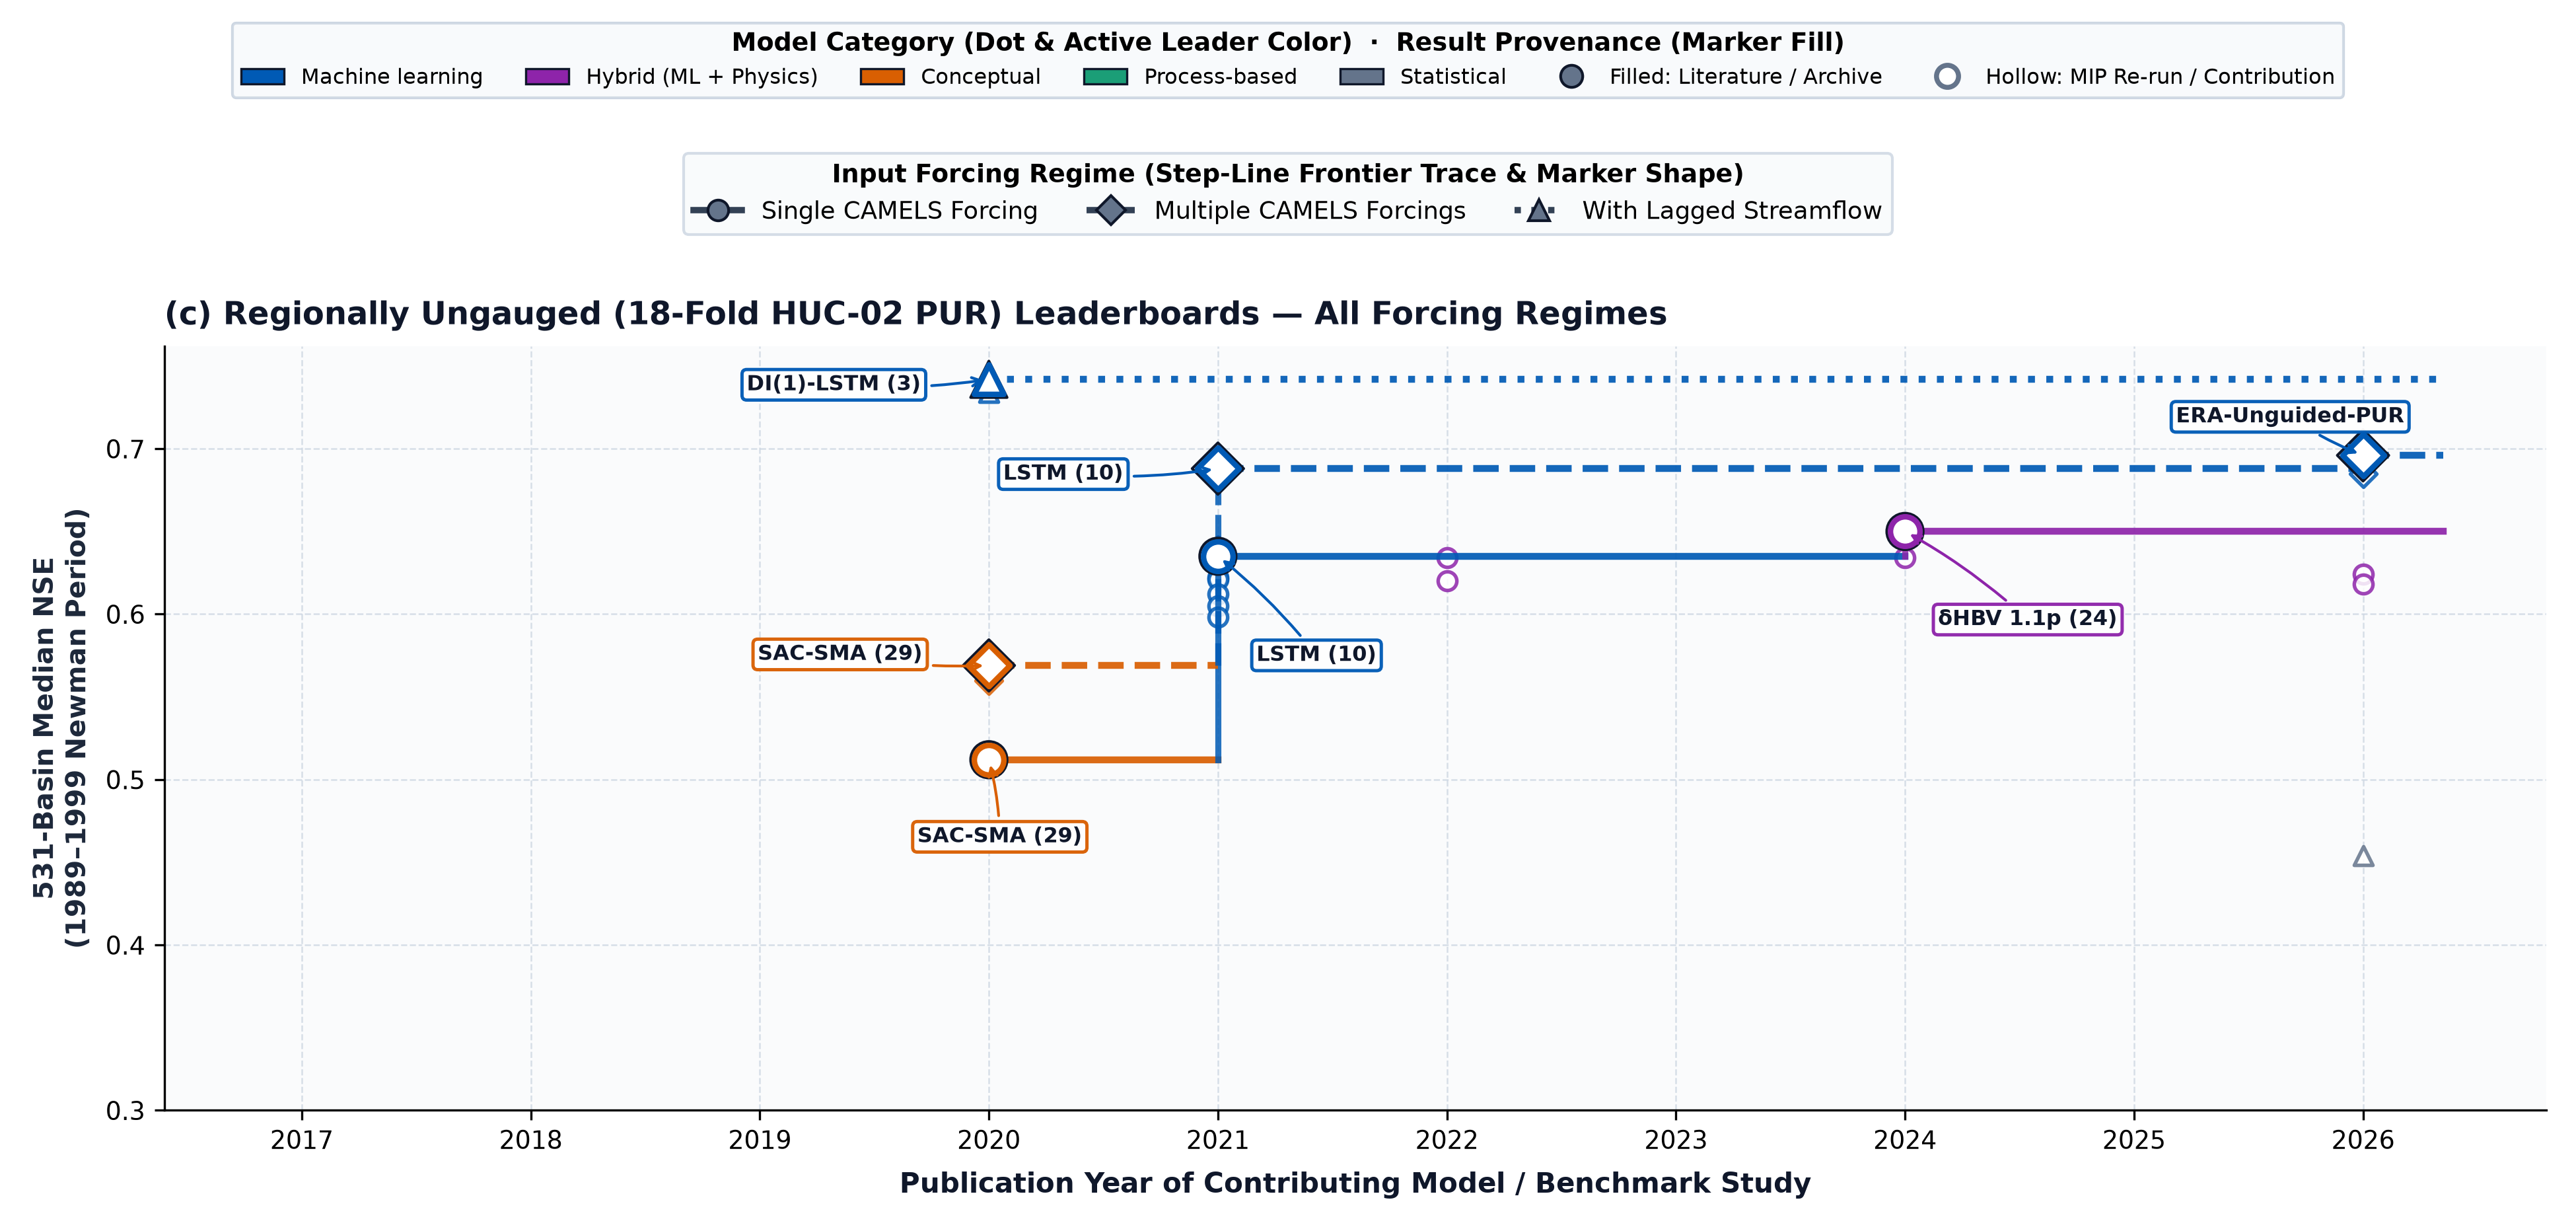 Model Category (Dot & Active Leader Color)  ·  Result Provenance (Marker Fill)
Machine learning  Hybrid (ML + Physics)  Conceptual  Process-based  Statistical  Filled: Literature / Archive  Hollow: MIP Re-run / Contribution
Input Forcing Regime (Step-Line Frontier Trace & Marker Shape)
Single CAMELS Forcing  Multiple CAMELS Forcings  With Lagged Streamflow
(c) Regionally Ungauged (18-Fold HUC-02 PUR) Leaderboards — All Forcing Regimes
531-Basin Median NSE
(1989–1999 Newman Period)
0.7
0.6
0.5
0.4
0.3
DI(1)-LSTM (3)
ERA-Unguided-PUR
LSTM (10)
δHBV 1.1p (24)
SAC-SMA (29)
LSTM (10)
SAC-SMA (29)
2017 2018 2019 2020 2021 2022 2023 2024 2025 2026
Publication Year of Contributing Model / Benchmark Study